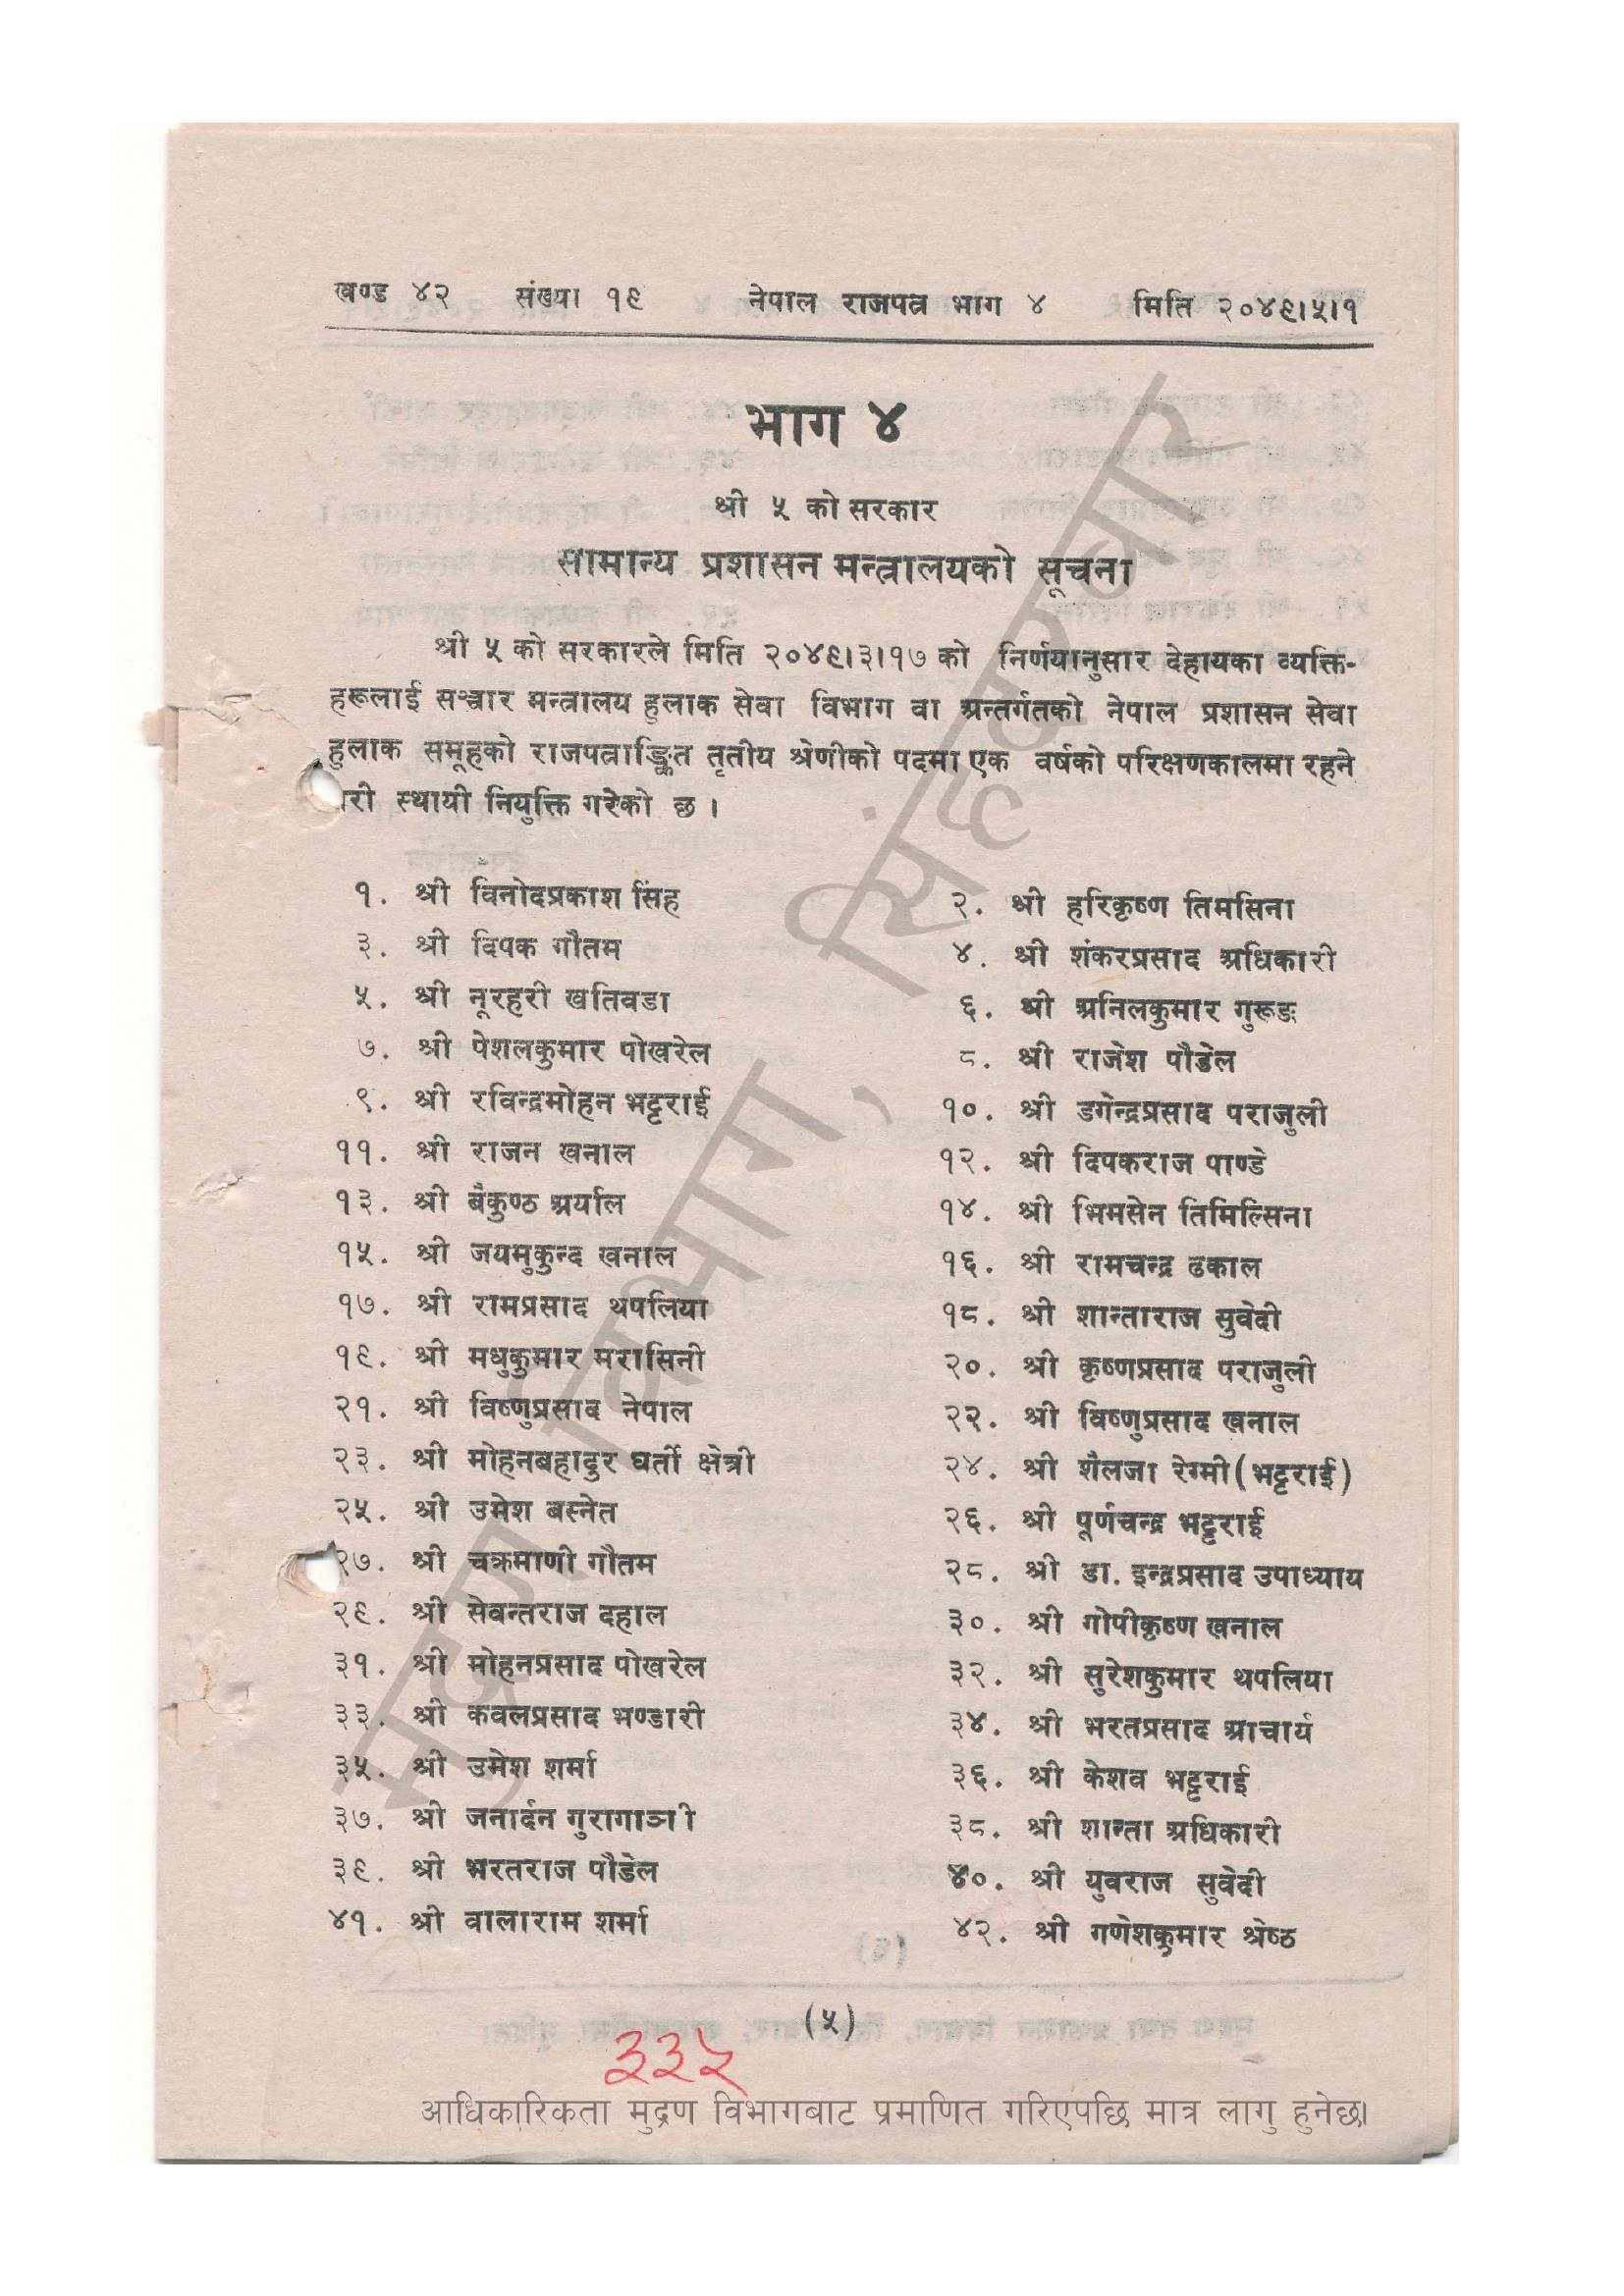 खण्ड ४२ संख्या १९ नेपाल राजपत्र भाग ४ मिति २०४९।५।१
भाग ४
श्री ५ को सरकार
सामान्य प्रशासन मन्त्रालयको सूचना
श्री ५ को सरकारले मिति २०४९।३।१७ को निर्णयानुसार देहायका व्यक्ति-
हरूलाई सञ्चार मन्त्रालय हुलाक सेवा विभाग वा अन्तर्गतको नेपाल प्रशासन सेवा
हुलाक समूहको राजपत्राङ्कित तृतीय श्रेणीको पदमा एक वर्षको परिक्षणकालमा रहने
गरी स्थायी नियुक्ति गरेको छ ।
१. श्री विनोदप्रकाश सिंह २. श्री हरिकृष्ण तिमसिना
३. श्री दिपक गौतम ४. श्री शंकरप्रसाद अधिकारी
५. श्री नूरहरी खतिवडा ६. श्री अनिलकुमार गुरूङ
७. श्री पेशलकुमार पोखरेल ८. श्री राजेश पौडेल
९. श्री रविन्द्रमोहन भट्टराई १०. श्री डगेन्द्रप्रसाद पराजुली
११. श्री राजन खनाल १२. श्री दिपकराज पाण्डे
१३. श्री बैकुण्ठ अर्याल १४. श्री भिमसेन तिमिल्सिना
१५. श्री जयमुकुन्द खनाल १६. श्री रामचन्द्र ढकाल
१७. श्री रामप्रसाद थपलिया १८. श्री शान्ताराज सुवेदी
१९. श्री मधुकुमार मरासिनी २०. श्री कृष्णप्रसाद पराजुली
२१. श्री विष्णुप्रसाद नेपाल २२. श्री विष्णुप्रसाद खनाल
२३. श्री मोहनबहादुर घर्ती क्षेत्री २४. श्री शैलजा रेग्मी (भट्टराई)
२५. श्री उमेश बस्नेत २६. श्री पूर्णचन्द्र भट्टराई
२७. श्री चक्रमाणी गौतम २८. श्री डा. इन्द्रप्रसाद उपाध्याय
२९. श्री सेवन्तराज दहाल ३०. श्री गोपीकृष्ण खनाल
३१. श्री मोहनप्रसाद पोखरेल ३२. श्री सुरेशकुमार थपलिया
३३. श्री कवलप्रसाद भण्डारी ३४. श्री भरतप्रसाद आचार्य
३५. श्री उमेश शर्मा ३६. श्री केशव भट्टराई
३७. श्री जनार्दन गुरागाञी ३८. श्री शान्ता अधिकारी
३९. श्री भरतराज पौडेल ४०. श्री युवराज सुवेदी
४१. श्री वालाराम शर्मा ४२. श्री गणेशकुमार श्रेष्ठ
(५)
३३५
आधिकारिकता मुद्रण विभागबाट प्रमाणित गरिएपछि मात्र लागु हुनेछ।
मुद्रण विभाग, सिंहदरबार